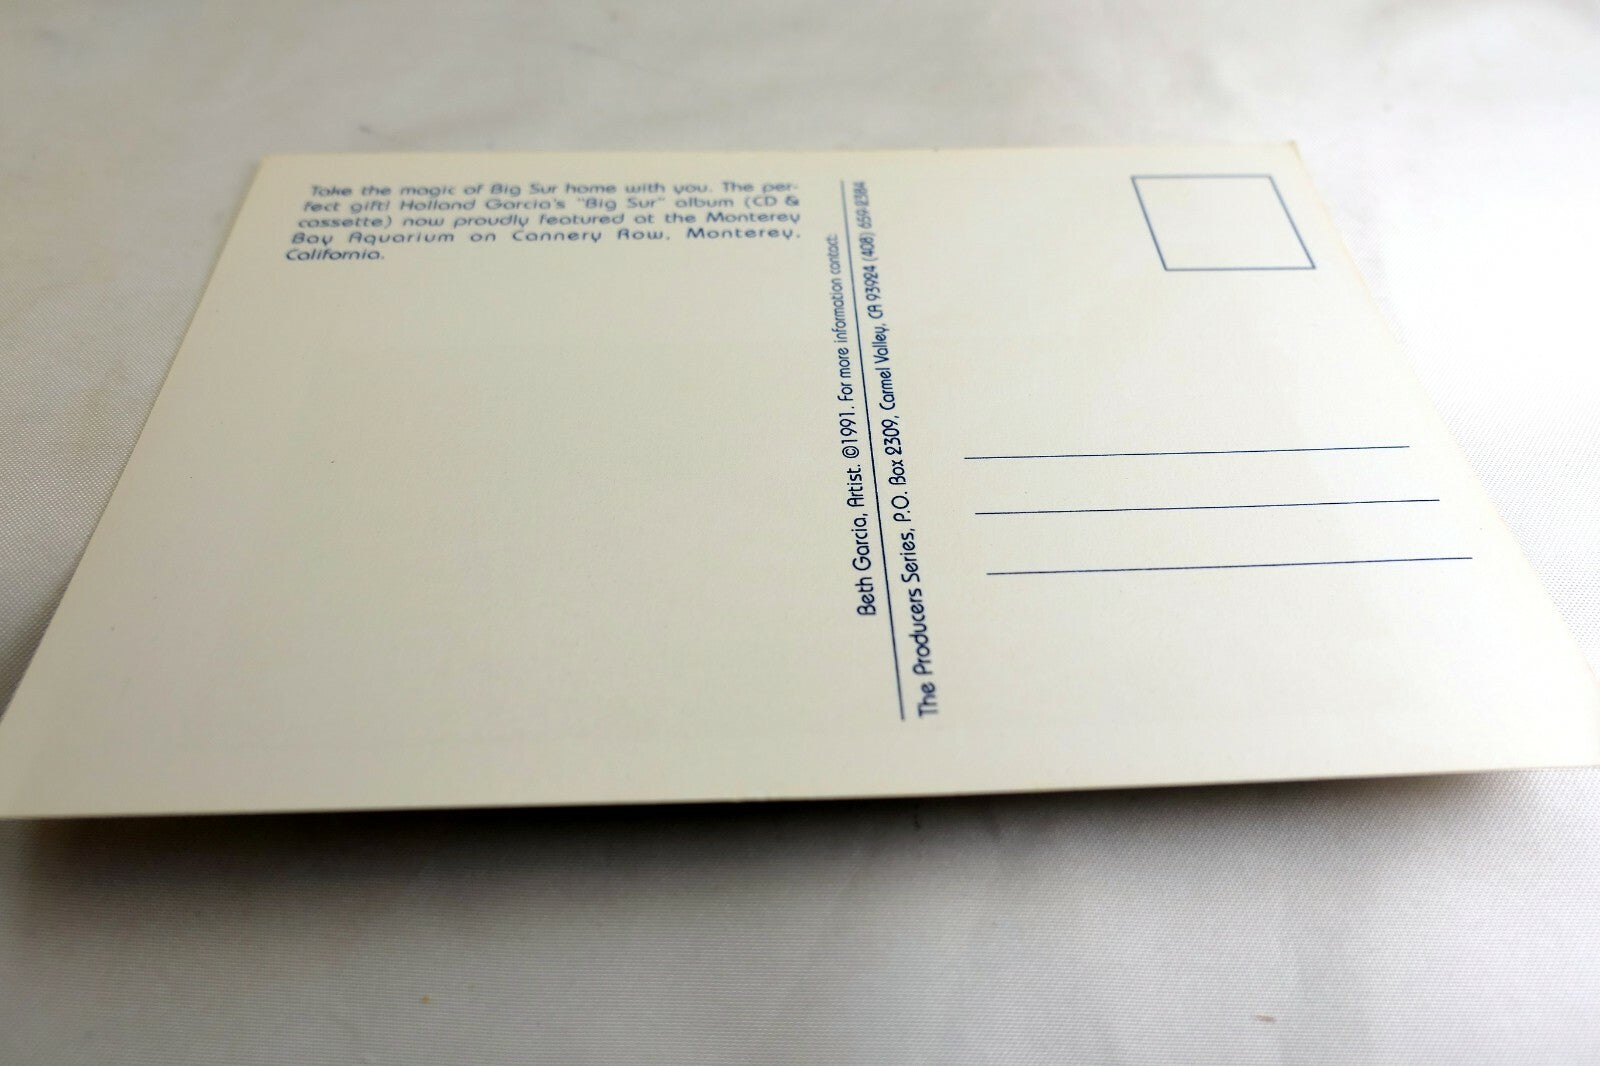 Take the magic of Big Sur home with you. The per-
fect gift! Holland Garcia's "Big Sur" album (CD &
cassette) now proudly featured at the Monterey
Bay Aquarium on Cannery Row, Monterey,
California.
Beth Garcia, Artist. ©1991. For more information contact:
The Producers Series, P.O. Box 2309, Carmel Valley, CA 93924 (408) 659-2384